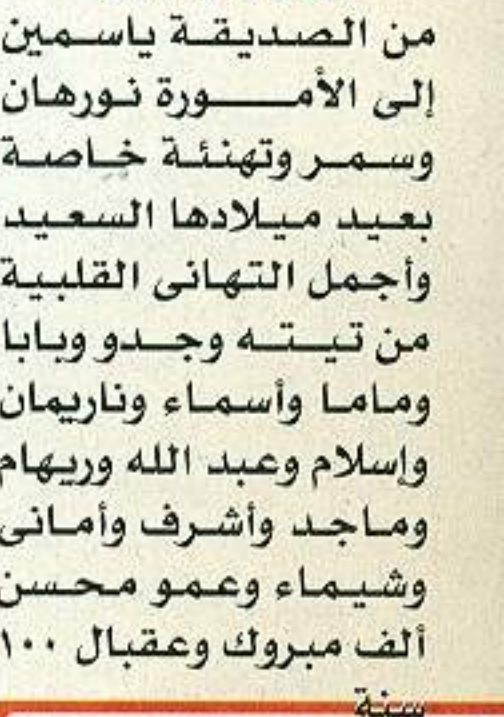 من الصديقة ياسمين
إلى الأمورة نورهان
وسمر وتهنئة خاصة
بعيد ميلادها السعيد
وأجمل التهانى القلبية
من تيته وجدو وبابا
وماما وأسماء وناريمان
وإسلام وعبد الله وريهام
وماجد وأشرف وأمانى
وشيماء وعمو محسن
ألف مبروك وعقبال ١٠٠
سنة